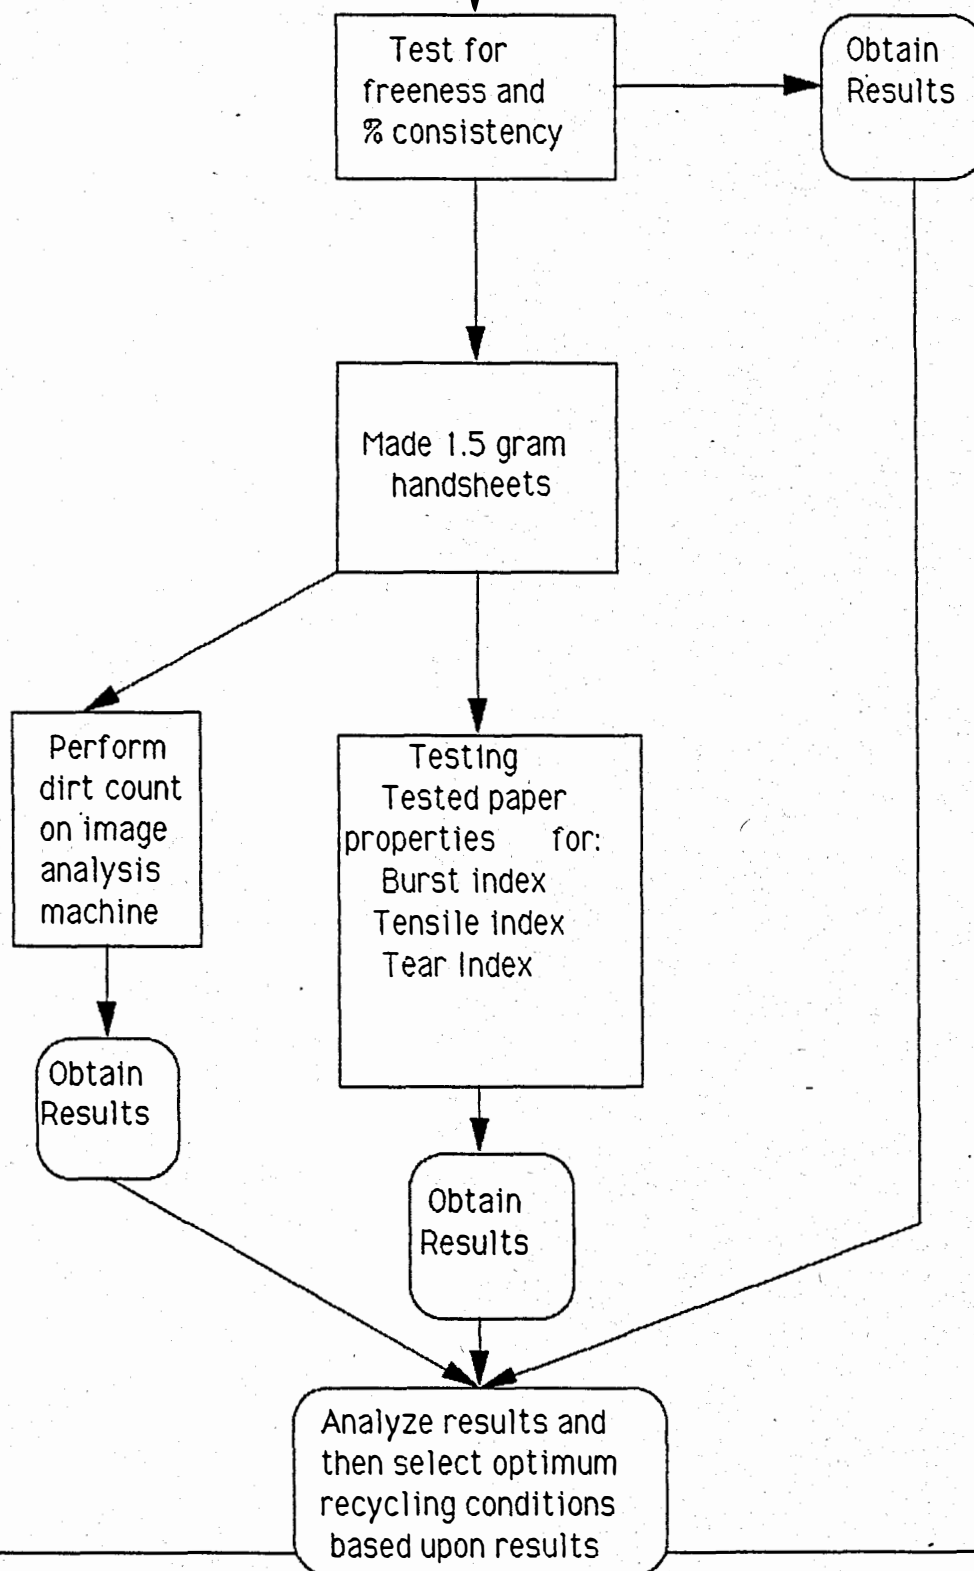 Test for
freeness and
% consistency
Obtain
Results
Made 1.5 gram
handsheets
Perform
dirt count
on image
analysis
machine
Testing
Tested paper
properties for:
Burst index
Tensile index
Tear Index
Obtain
Results
Obtain
Results
Analyze results and
then select optimum
recycling conditions
based upon results